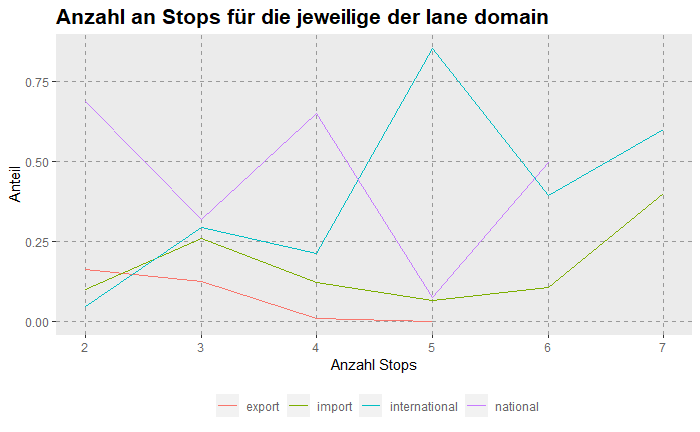 Anzahl an Stops für die jeweilige der lane domain
Anteil
0.75
0.50
0.25
0.00
2 3 4 5 6 7
Anzahl Stops
export import international national